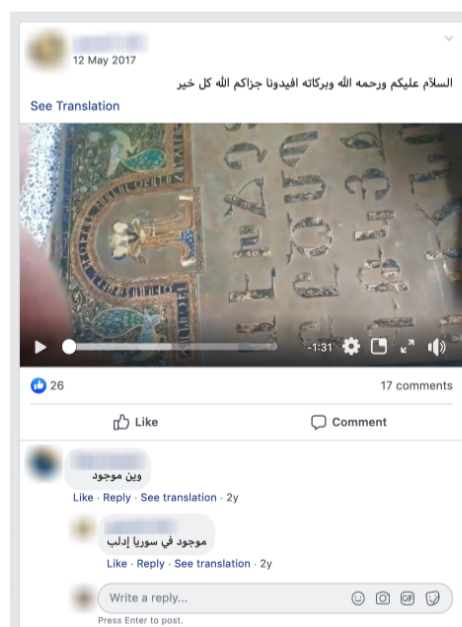 12 May 2017
السلام عليكم ورحمه الله وبركاته افيدونا جزاكم الله كل خير
See Translation
-1:31
26
17 comments
Like
Comment
وين موجود
Like · Reply · See translation · 2y
موجود في سوريا إدلب
Like · Reply · See translation · 2y
Write a reply...
GIF
Press Enter to post.